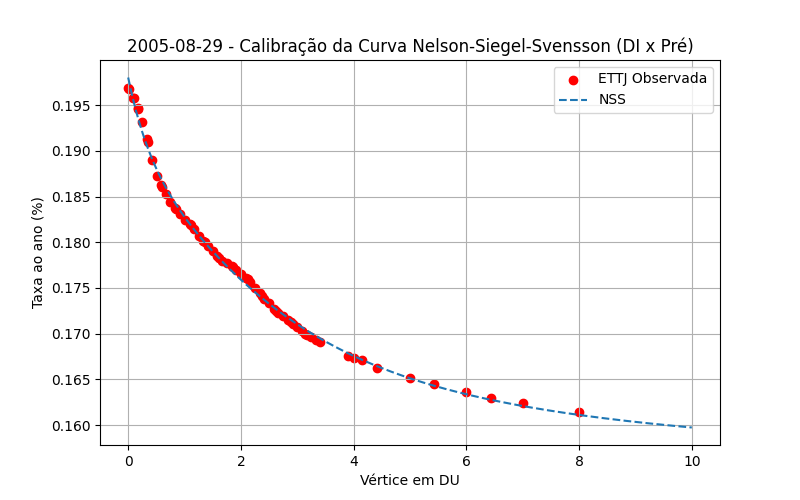 2005-08-29 - Calibração da Curva Nelson-Siegel-Svensson (DI x Pré)
ETTJ Observada
NSS
Taxa ao ano (%)
0.195
0.190
0.185
0.180
0.175
0.170
0.165
0.160
0 2 4 6 8 10
Vértice em DU